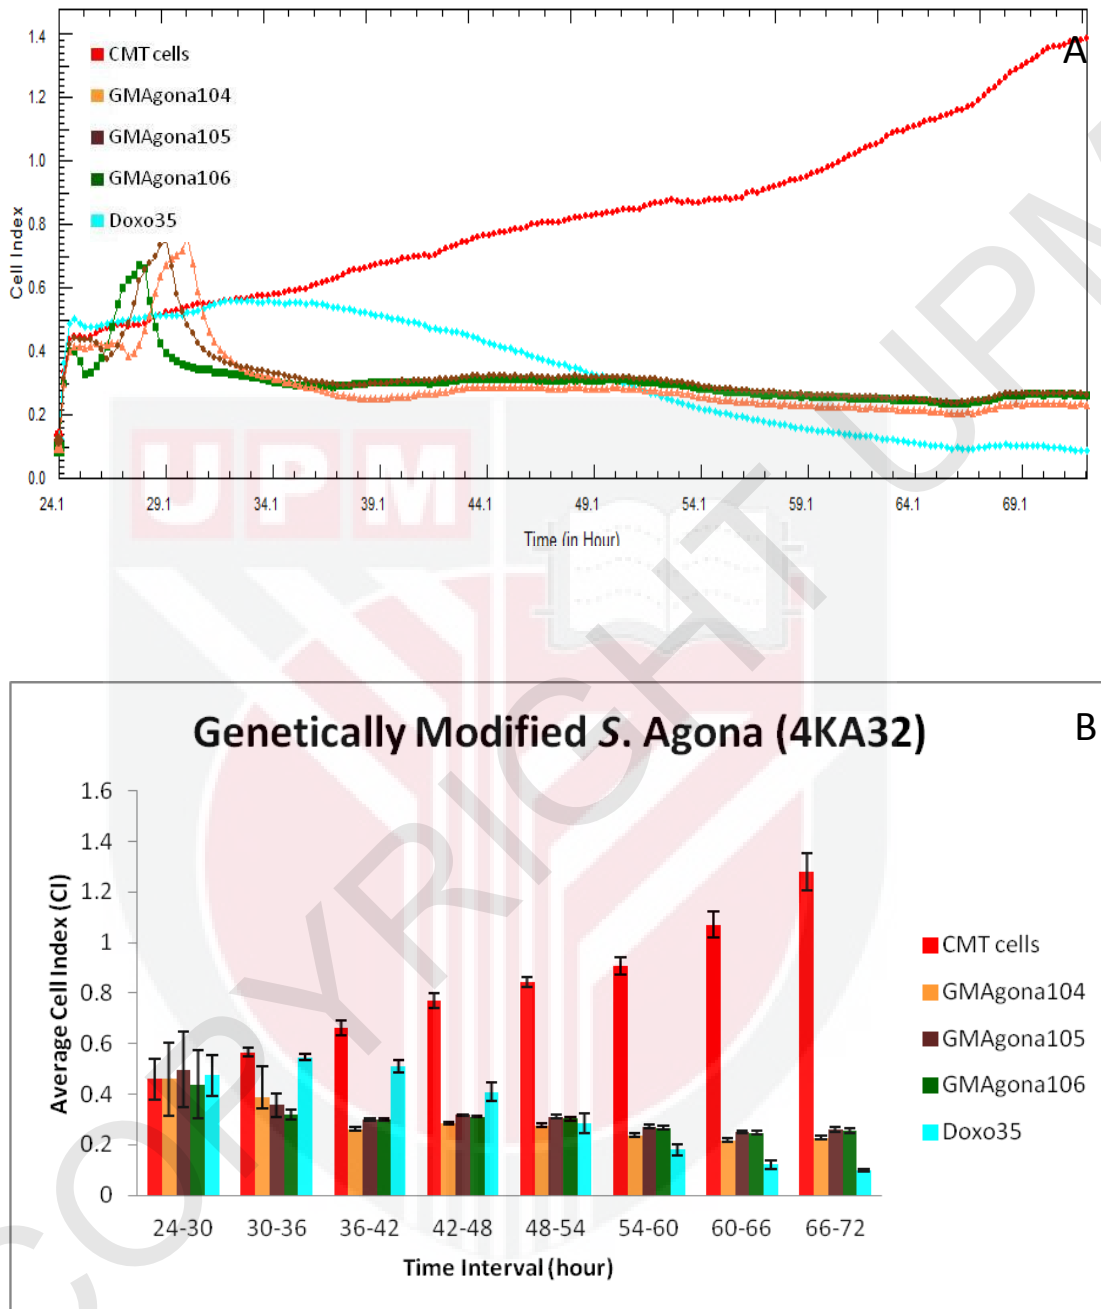 A
1.4
1.2
1.0
0.8
0.6
0.4
0.2
0.0
Cell Index
CMT cells
GMAgona104
GMAgona105
GMAgona106
Doxo35
24.1 29.1 34.1 39.1 44.1 49.1 54.1 59.1 64.1 69.1
Time (in Hour)
UPM
COPYRIGHT UPM
B
Genetically Modified S. Agona (4KA32)
1.6
1.4
1.2
1
0.8
0.6
0.4
0.2
0
Average Cell Index (CI)
24-30 30-36 36-42 42-48 48-54 54-60 60-66 66-72
Time Interval (hour)
CMT cells
GMAgona104
GMAgona105
GMAgona106
Doxo35